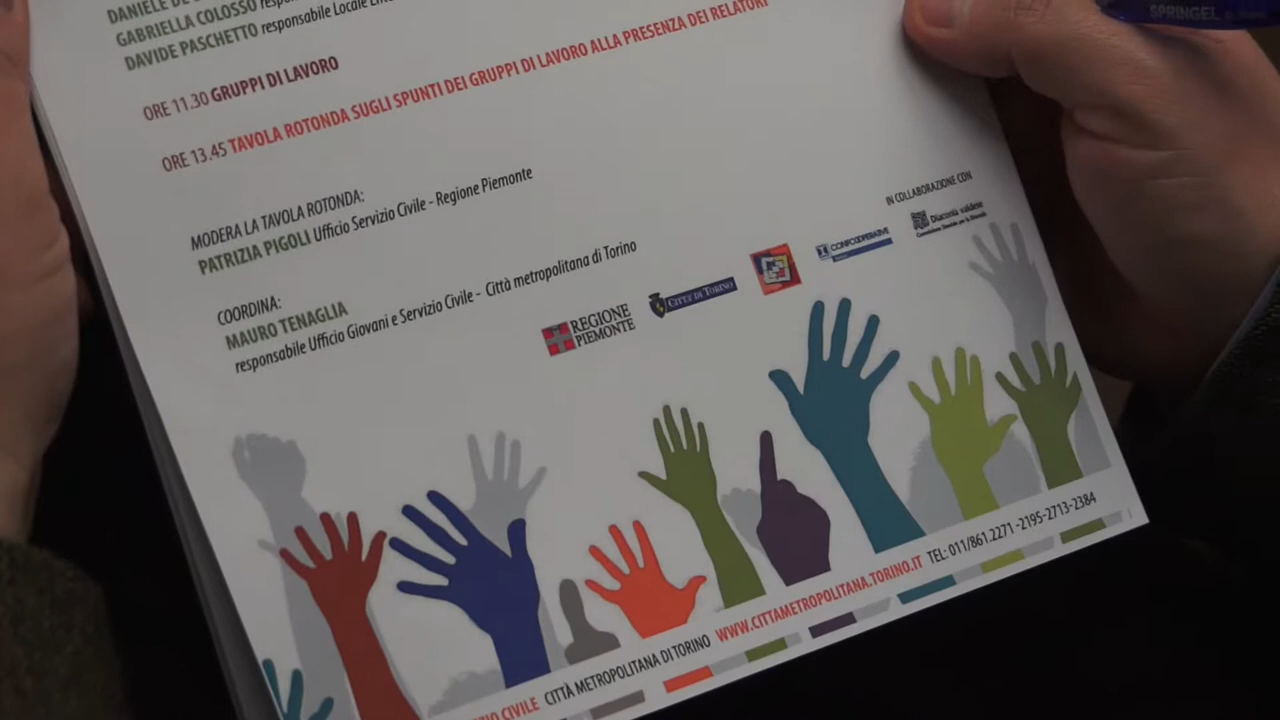 DANIELE DE
GABRIELLA COLOSSO
DAVIDE PASCHETTO responsabile Locale
ORE 11.30 GRUPPI DI LAVORO
ORE 13.45 TAVOLA ROTONDA SUGLI SPUNTI DEI GRUPPI DI LAVORO ALLA PRESENZA DEI RELATORI
MODERA LA TAVOLA ROTONDA:
PATRIZIA PIGOLI Ufficio Servizio Civile - Regione Piemonte
COORDINA:
MAURO TENAGLIA
responsabile Ufficio Giovani e Servizio Civile - Città metropolitana di Torino
IN COLLABORAZIONE CON
REGIONE
PIEMONTE
CITTÀ DI TORINO
CONFCOOPERATIVE
Diaconia valdese
CIVILE CITTÀ METROPOLITANA DI TORINO WWW.CITTAMETROPOLITANA.TORINO.IT TEL: 011/861.2271 -2195-2713-2384
SPRINGEL